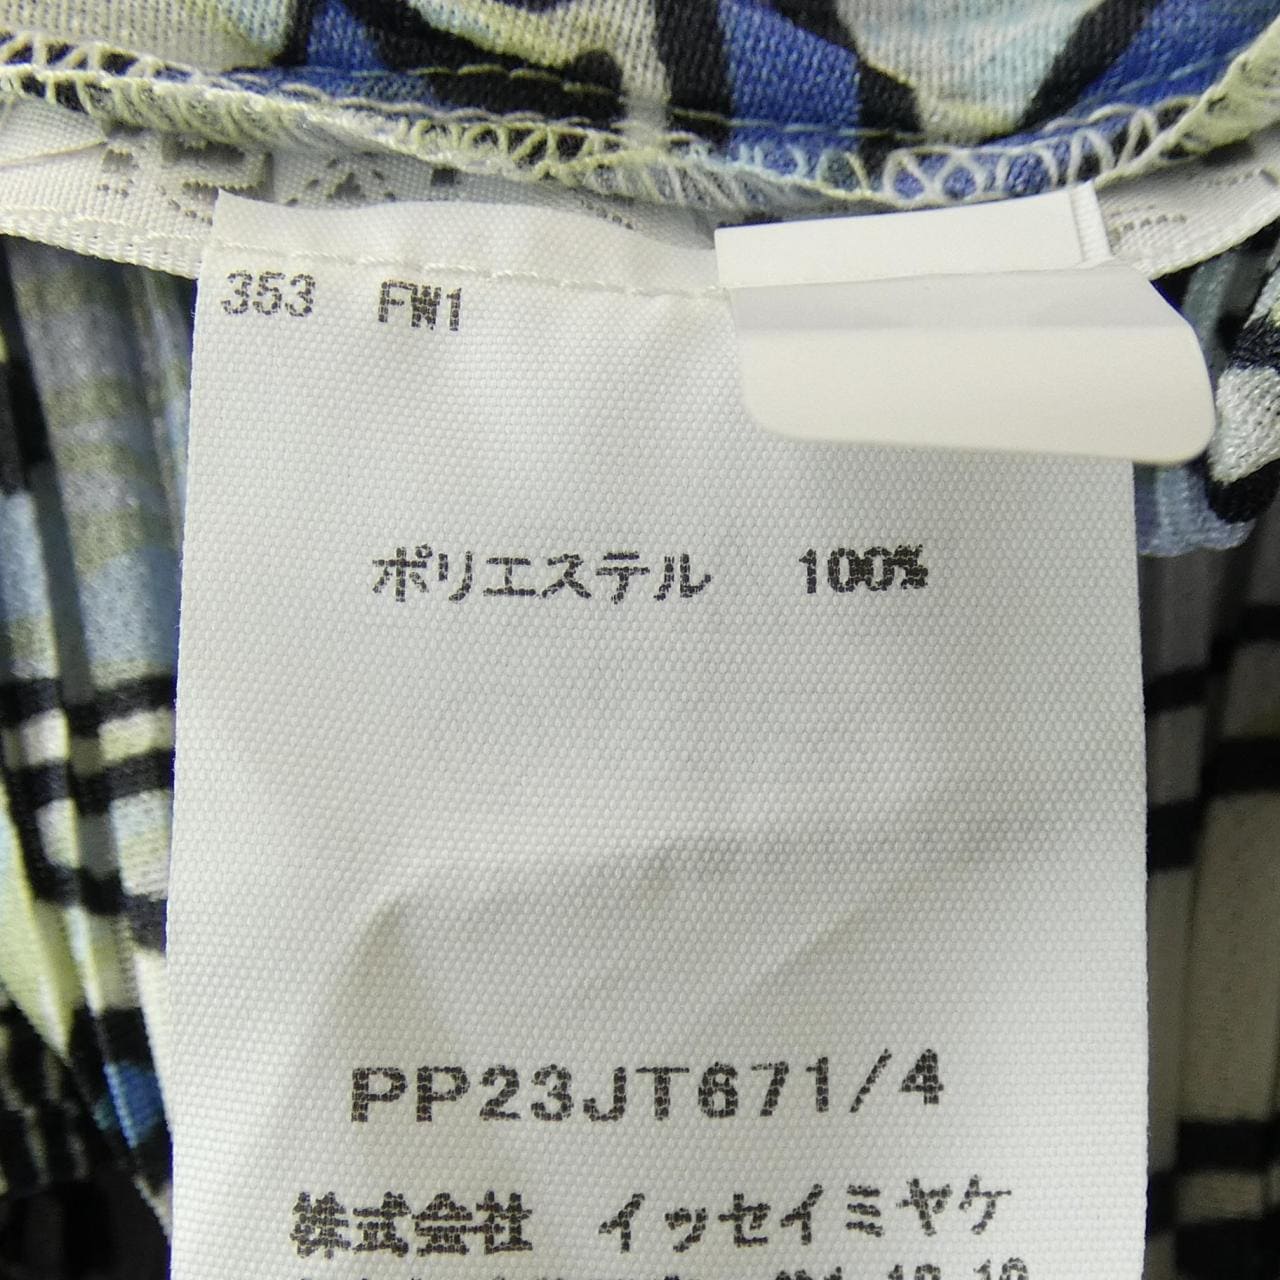 353 FW1
ポリエステル 100%
PP23JT671/4
株式会社 イッセイミヤケ